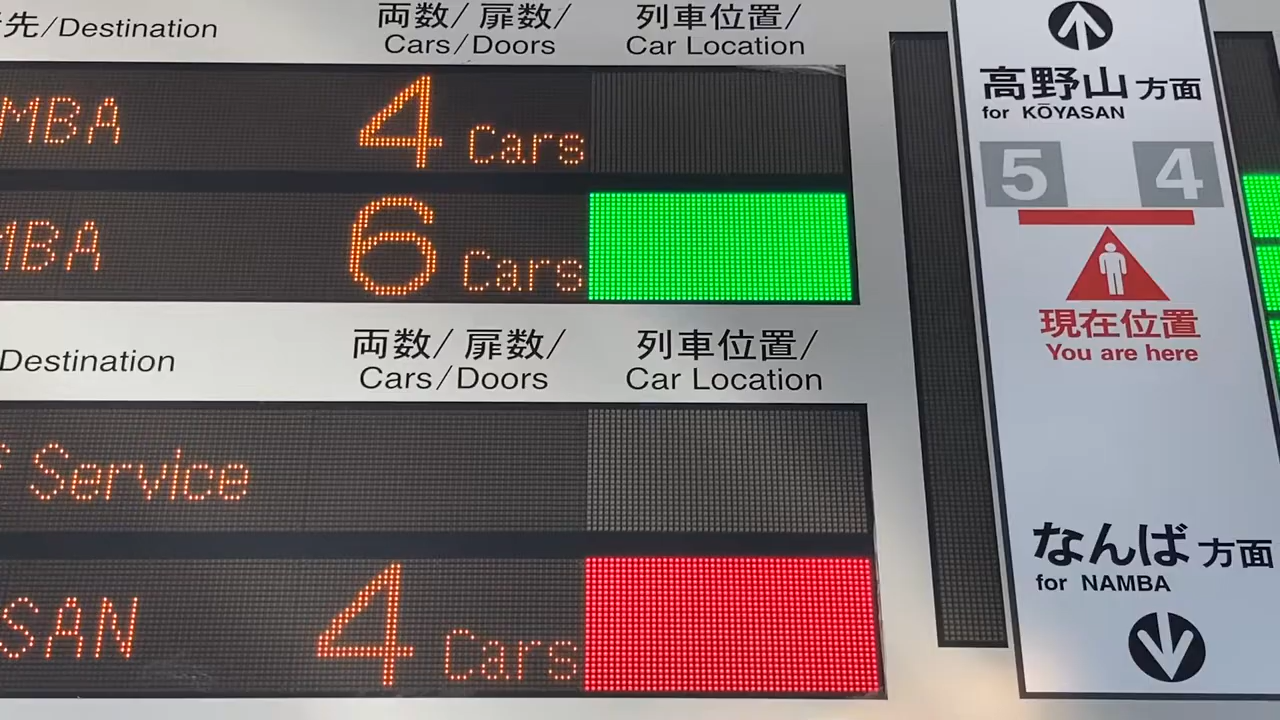 先/Destination
両数/扉数/
Cars/Doors
列車位置/
Car Location
MBA 4 Cars
MBA 6 Cars
Destination
両数/扉数/
Cars/Doors
列車位置/
Car Location
Service
SAN 4 Cars
高野山方面
for KŌYASAN
5 4
現在位置
You are here
なんば方面
for NAMBA